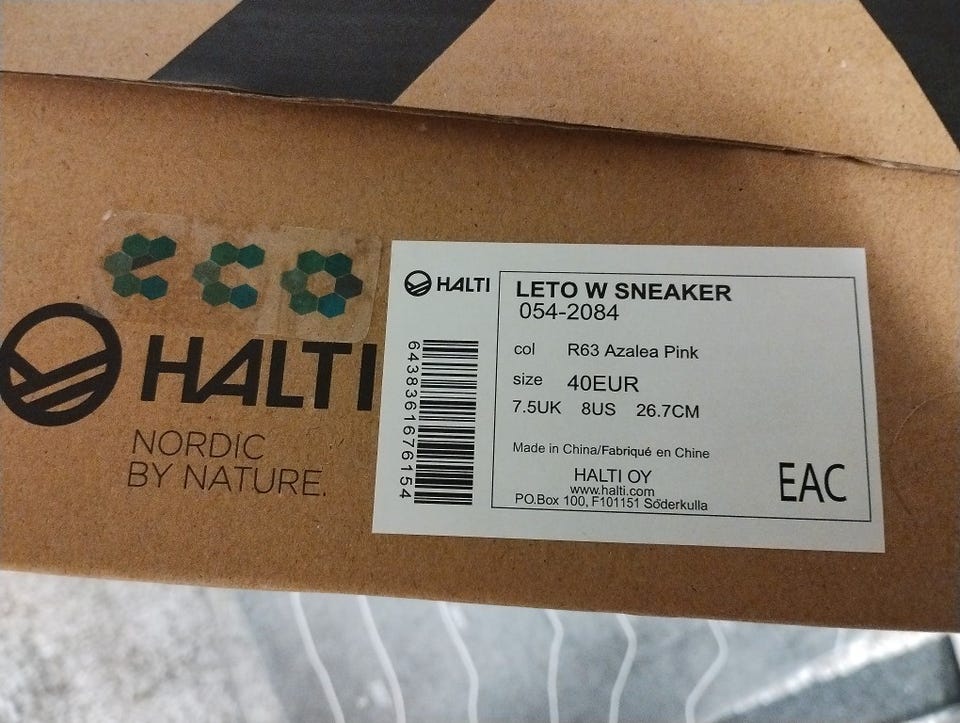 eco
HALTI
NORDIC
BY NATURE.
HALTI
6438361676154
LETO W SNEAKER
054-2084
col R63 Azalea Pink
size 40EUR
7.5UK 8US 26.7CM
Made in China/Fabriqué en Chine
HALTI OY
www.halti.com
PO.Box 100, F101151 Söderkulla
EAC